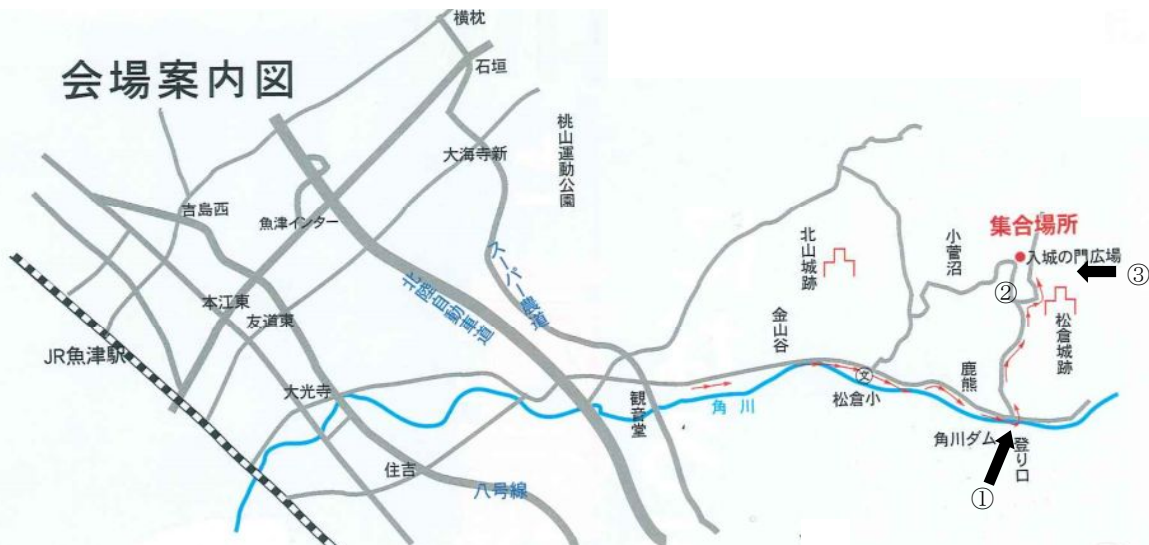 会場案内図
横枕
石垣
桃山運動公園
大海寺新
吉島西
魚津インター
スーパー農道
北陸自動車道
本江東
友道東
JR魚津駅
大光寺
住吉
八号線
観音堂
角川
金山谷
北山城跡
小菅沼
集合場所
入城の門広場
③
②
松倉城跡
文
松倉小
鹿熊
角川ダム
登り口
①